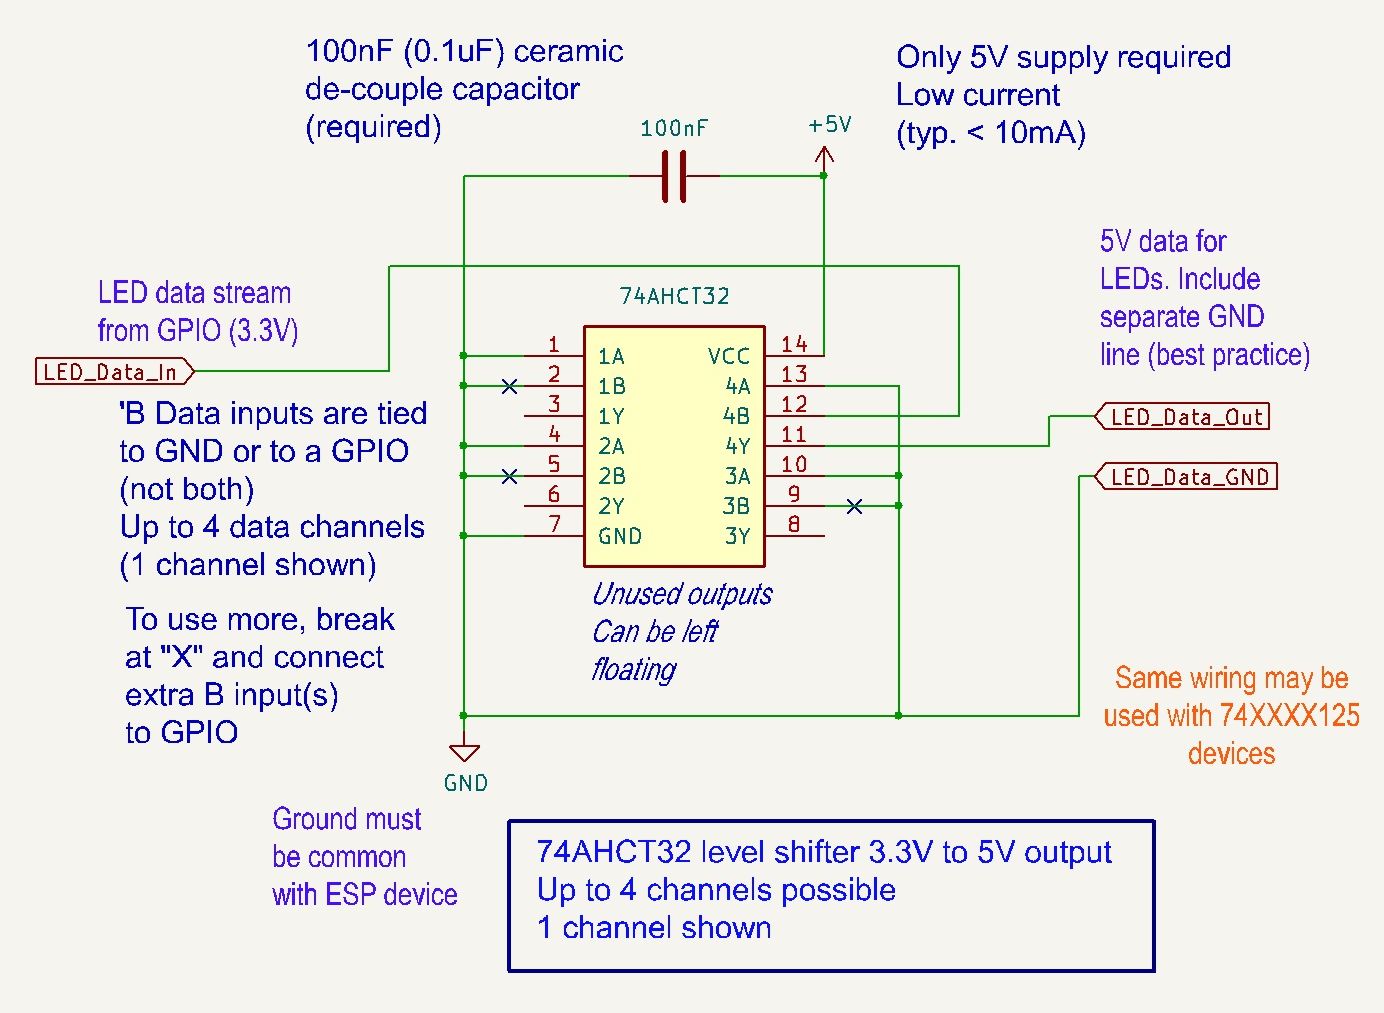 100nF (0.1uF) ceramic
de-couple capacitor
(required)
Only 5V supply required
Low current
(typ. < 10mA)
100nF
+5V
5V data for
LEDs. Include
separate GND
line (best practice)
LED data stream
from GPIO (3.3V)
LED_Data_In
74AHCT32
1 1A VCC 14
2 1B 4A 13
3 1Y 4B 12
4 2A 4Y 11
5 2B 3A 10
6 2Y 3B 9
7 GND 3Y 8
LED_Data_Out
LED_Data_GND
'B Data inputs are tied
to GND or to a GPIO
(not both)
Up to 4 data channels
(1 channel shown)
To use more, break
at "X" and connect
extra B input(s)
to GPIO
Unused outputs
Can be left
floating
Same wiring may be
used with 74XXXX125
devices
GND
Ground must
be common
with ESP device
74AHCT32 level shifter 3.3V to 5V output
Up to 4 channels possible
1 channel shown